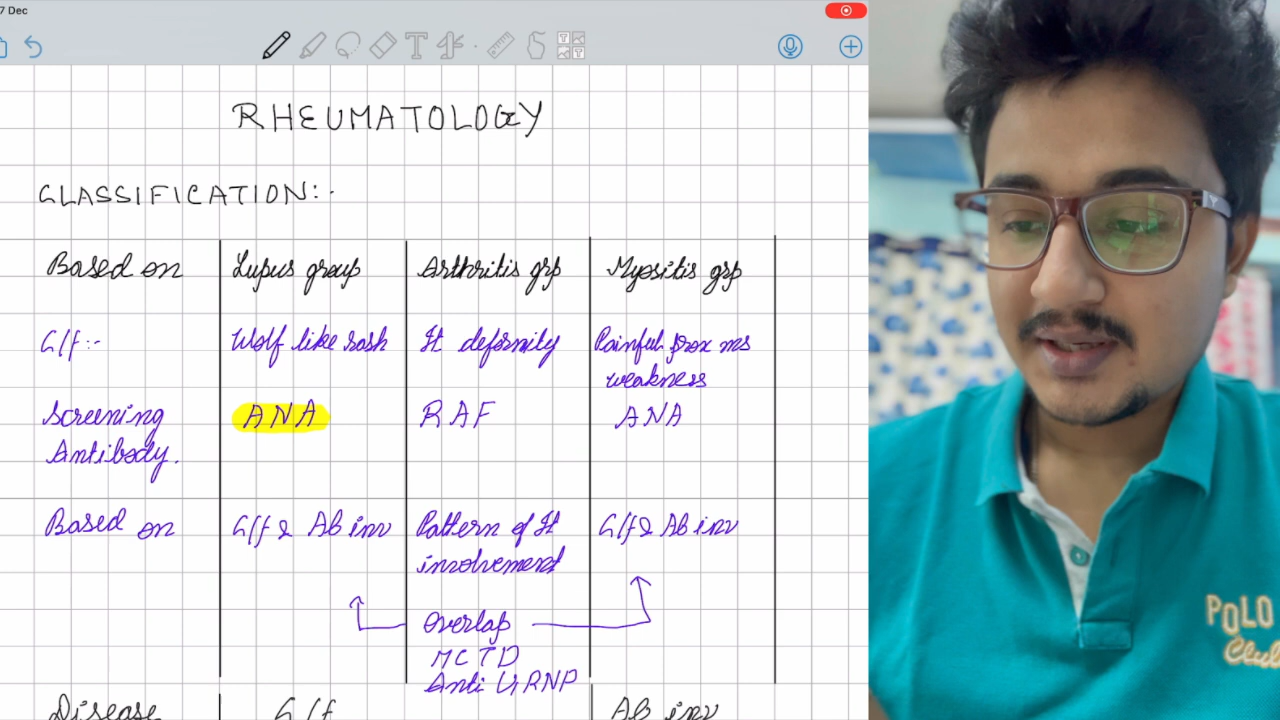 7 Dec
RHEUMATOLOGY
CLASSIFICATION:-
Based on Lupus group Arthritis grp Myositis grp
C/f:- Wolf like rash Jt deformity Painful prox ms
weakness
Screening ANA RAF ANA
Antibody.
Based on C/f & Ab inv Pattern of Jt C/f & Ab inv
involvement
Overlap
MCTD
Anti U1RNP
Disease C/f Ab inv
POLO
Club